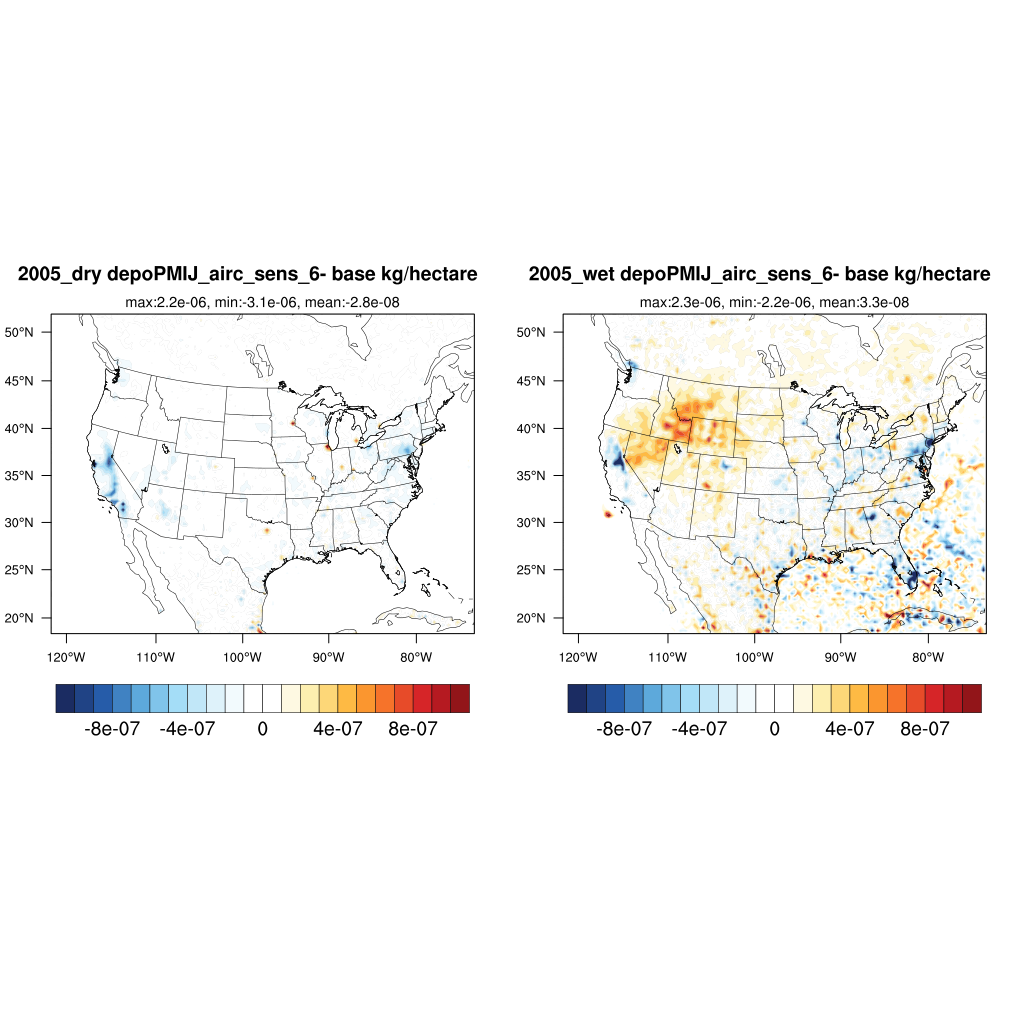 2005_dry depoPMIJ_airc_sens_6- base kg/hectare
max:2.2e-06, min:-3.1e-06, mean:-2.8e-08
50°N
45°N
40°N
35°N
30°N
25°N
20°N
120°W 110°W 100°W 90°W 80°W
-8e-07 -4e-07 0 4e-07 8e-07
2005_wet depoPMIJ_airc_sens_6- base kg/hectare
max:2.3e-06, min:-2.2e-06, mean:3.3e-08
50°N
45°N
40°N
35°N
30°N
25°N
20°N
120°W 110°W 100°W 90°W 80°W
-8e-07 -4e-07 0 4e-07 8e-07